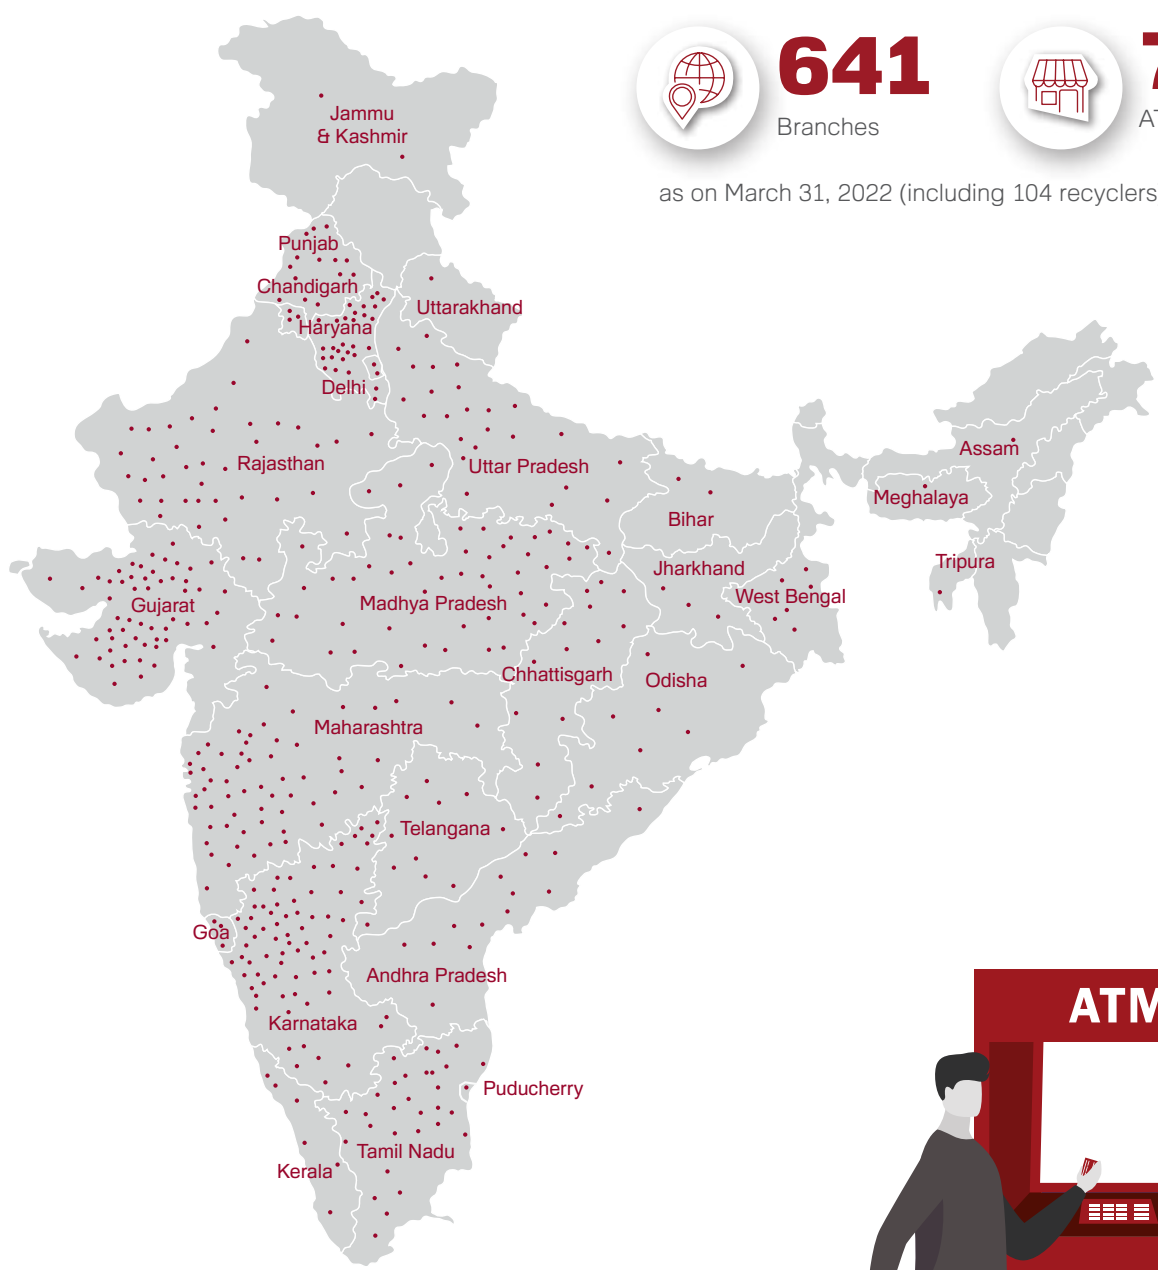 641
Branches
7
as on March 31, 2022 (including 104 recyclers
Jammu
& Kashmir
Punjab
Chandigarh
Uttarakhand
Haryana
Delhi
Rajasthan
Uttar Pradesh
Assam
Meghalaya
Bihar
Tripura
Jharkhand
West Bengal
Gujarat
Madhya Pradesh
Chhattisgarh
Odisha
Maharashtra
Telangana
Goa
Andhra Pradesh
ATM
Karnataka
Puducherry
Tamil Nadu
Kerala